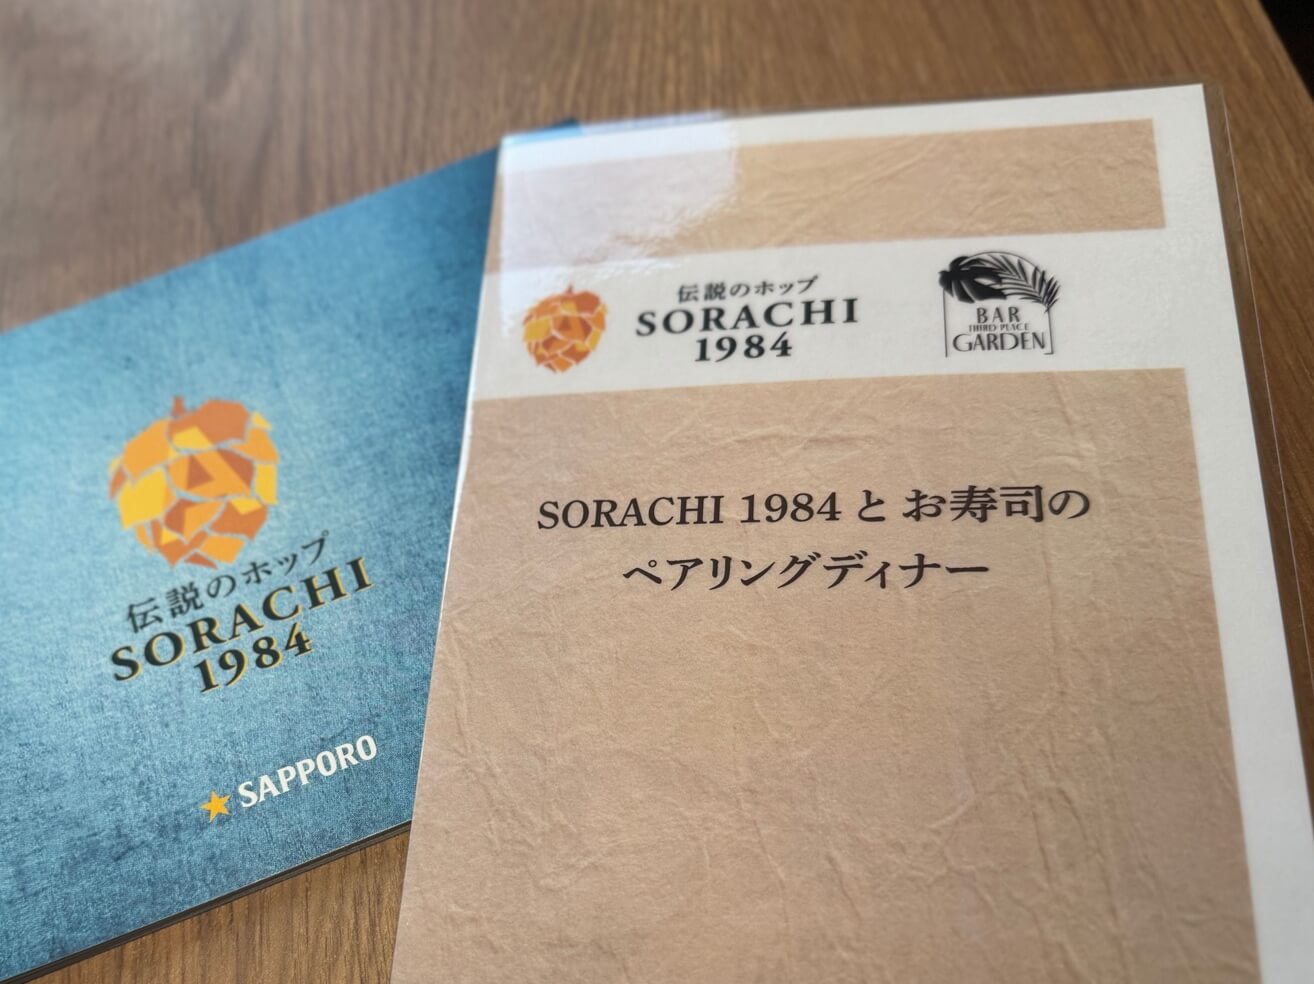 伝説のホップ
SORACHI
1984
SAPPORO
伝説のホップ
SORACHI
1984
BAR
THIRD PLACE
GARDEN
SORACHI 1984 と お寿司の
ペアリングディナー